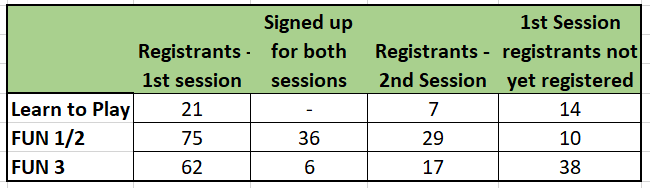 Registrants - 1st session Signed up for both sessions Registrants - 2nd Session 1st Session registrants not yet registered
Learn to Play 21 - 7 14
FUN 1/2 75 36 29 10
FUN 3 62 6 17 38